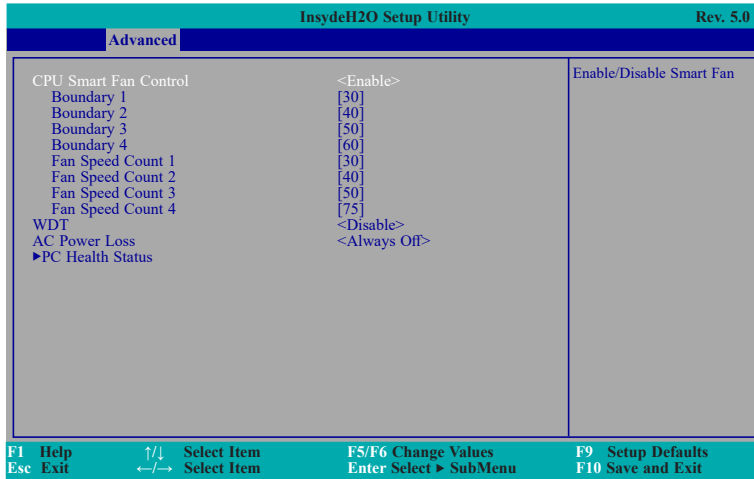 InsydeH2O Setup Utility Rev. 5.0
Advanced
CPU Smart Fan Control <Enable>
Boundary 1 [30]
Boundary 2 [40]
Boundary 3 [50]
Boundary 4 [60]
Fan Speed Count 1 [30]
Fan Speed Count 2 [40]
Fan Speed Count 3 [50]
Fan Speed Count 4 [75]
WDT <Disable>
AC Power Loss <Always Off>
►PC Health Status
Enable/Disable Smart Fan
F1 Help ↑/↓ Select Item F5/F6 Change Values F9 Setup Defaults
Esc Exit ←/→ Select Item Enter Select ► SubMenu F10 Save and Exit